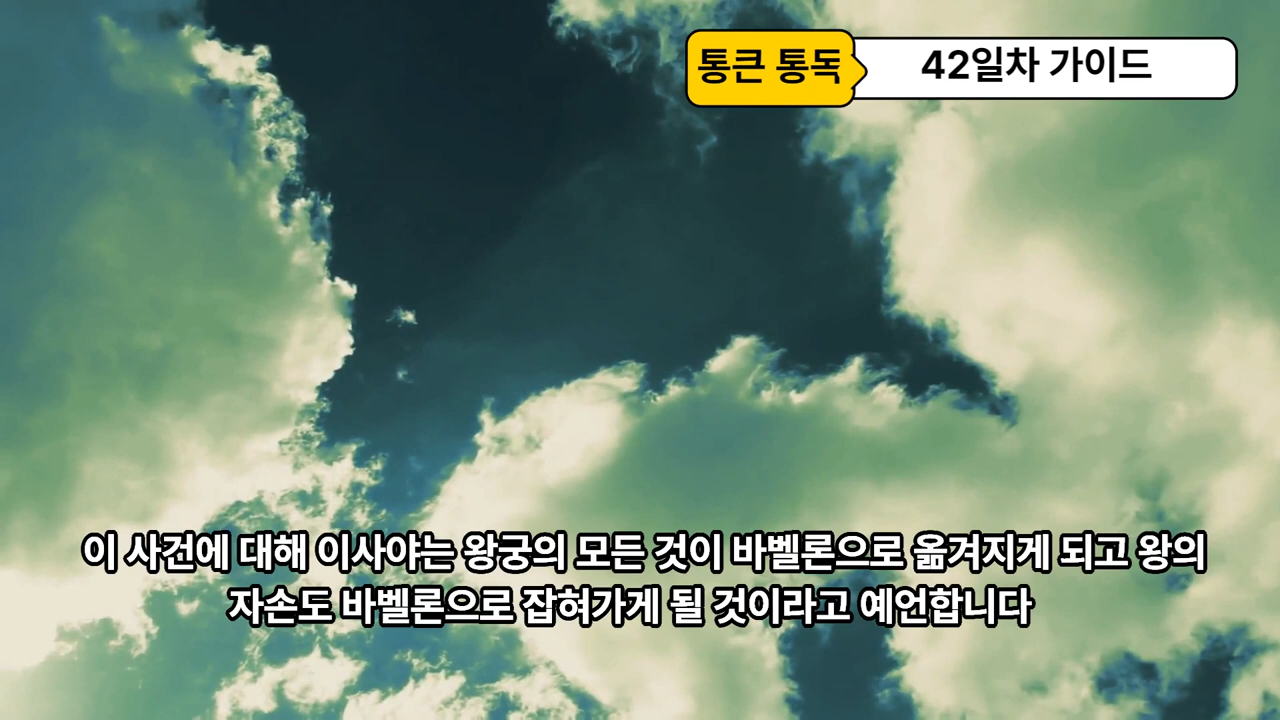 통큰 통독
42일차 가이드
이 사건에 대해 이사야는 왕궁의 모든 것이 바벨론으로 옮겨지게 되고 왕의
자손도 바벨론으로 잡혀가게 될 것이라고 예언합니다